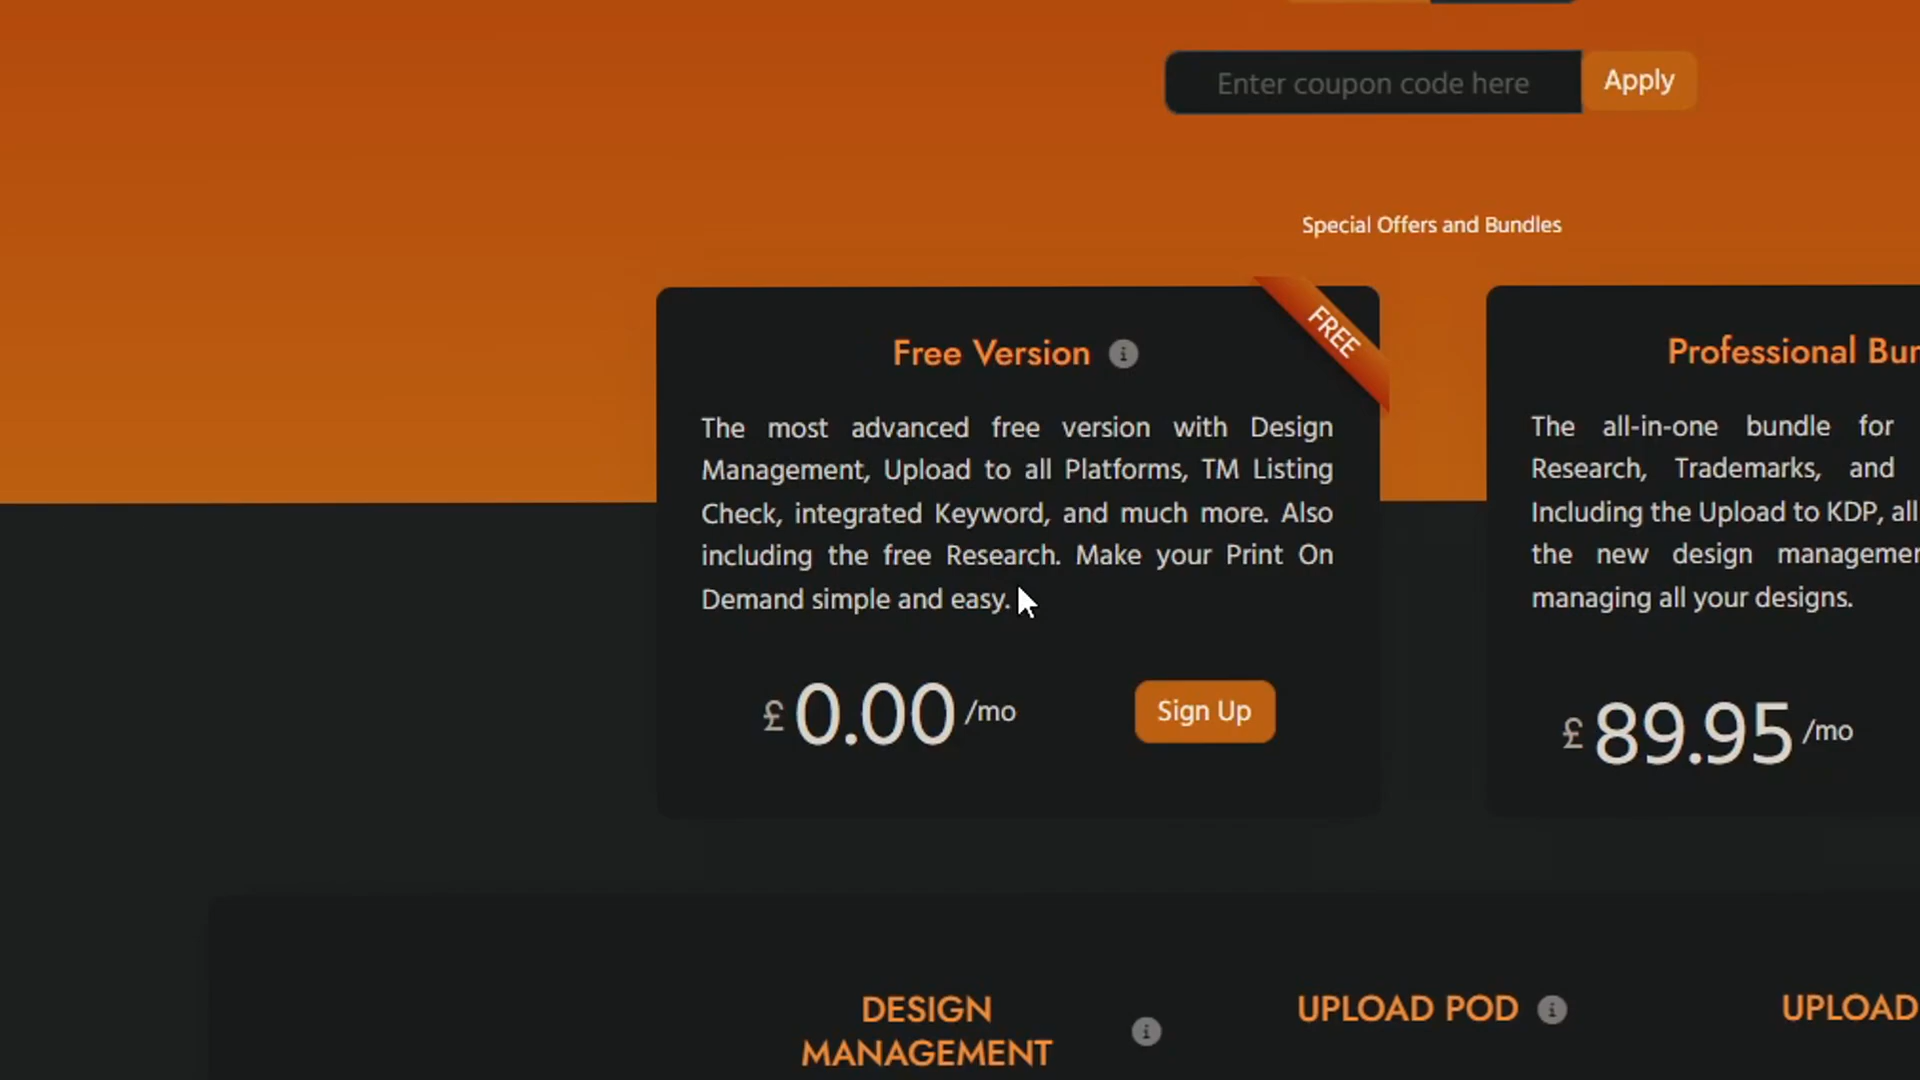 Enter coupon code here
Apply
Special Offers and Bundles
FREE
Free Version
The most advanced free version with Design
Management, Upload to all Platforms, TM Listing
Check, integrated Keyword, and much more. Also
including the free Research. Make your Print On
Demand simple and easy.
£0.00 /mo
Sign Up
Professional
The all-in-one bundle for
Research, Trademarks, and
Including the Upload to KDP, all
the new design
managing all your designs.
£89.95 /mo
DESIGN
MANAGEMENT
UPLOAD POD
UPLOAD